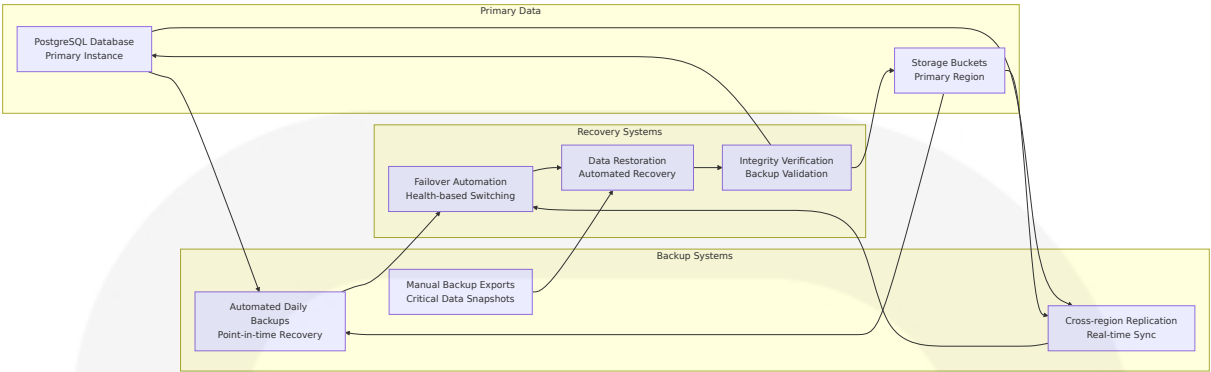 Primary Data
PostgreSQL Database
Primary Instance
Storage Buckets
Primary Region
Recovery Systems
Failover Automation
Health-based Switching
Data Restoration
Automated Recovery
Integrity Verification
Backup Validation
Backup Systems
Automated Daily
Backups
Point-in-time Recovery
Manual Backup Exports
Critical Data Snapshots
Cross-region Replication
Real-time Sync